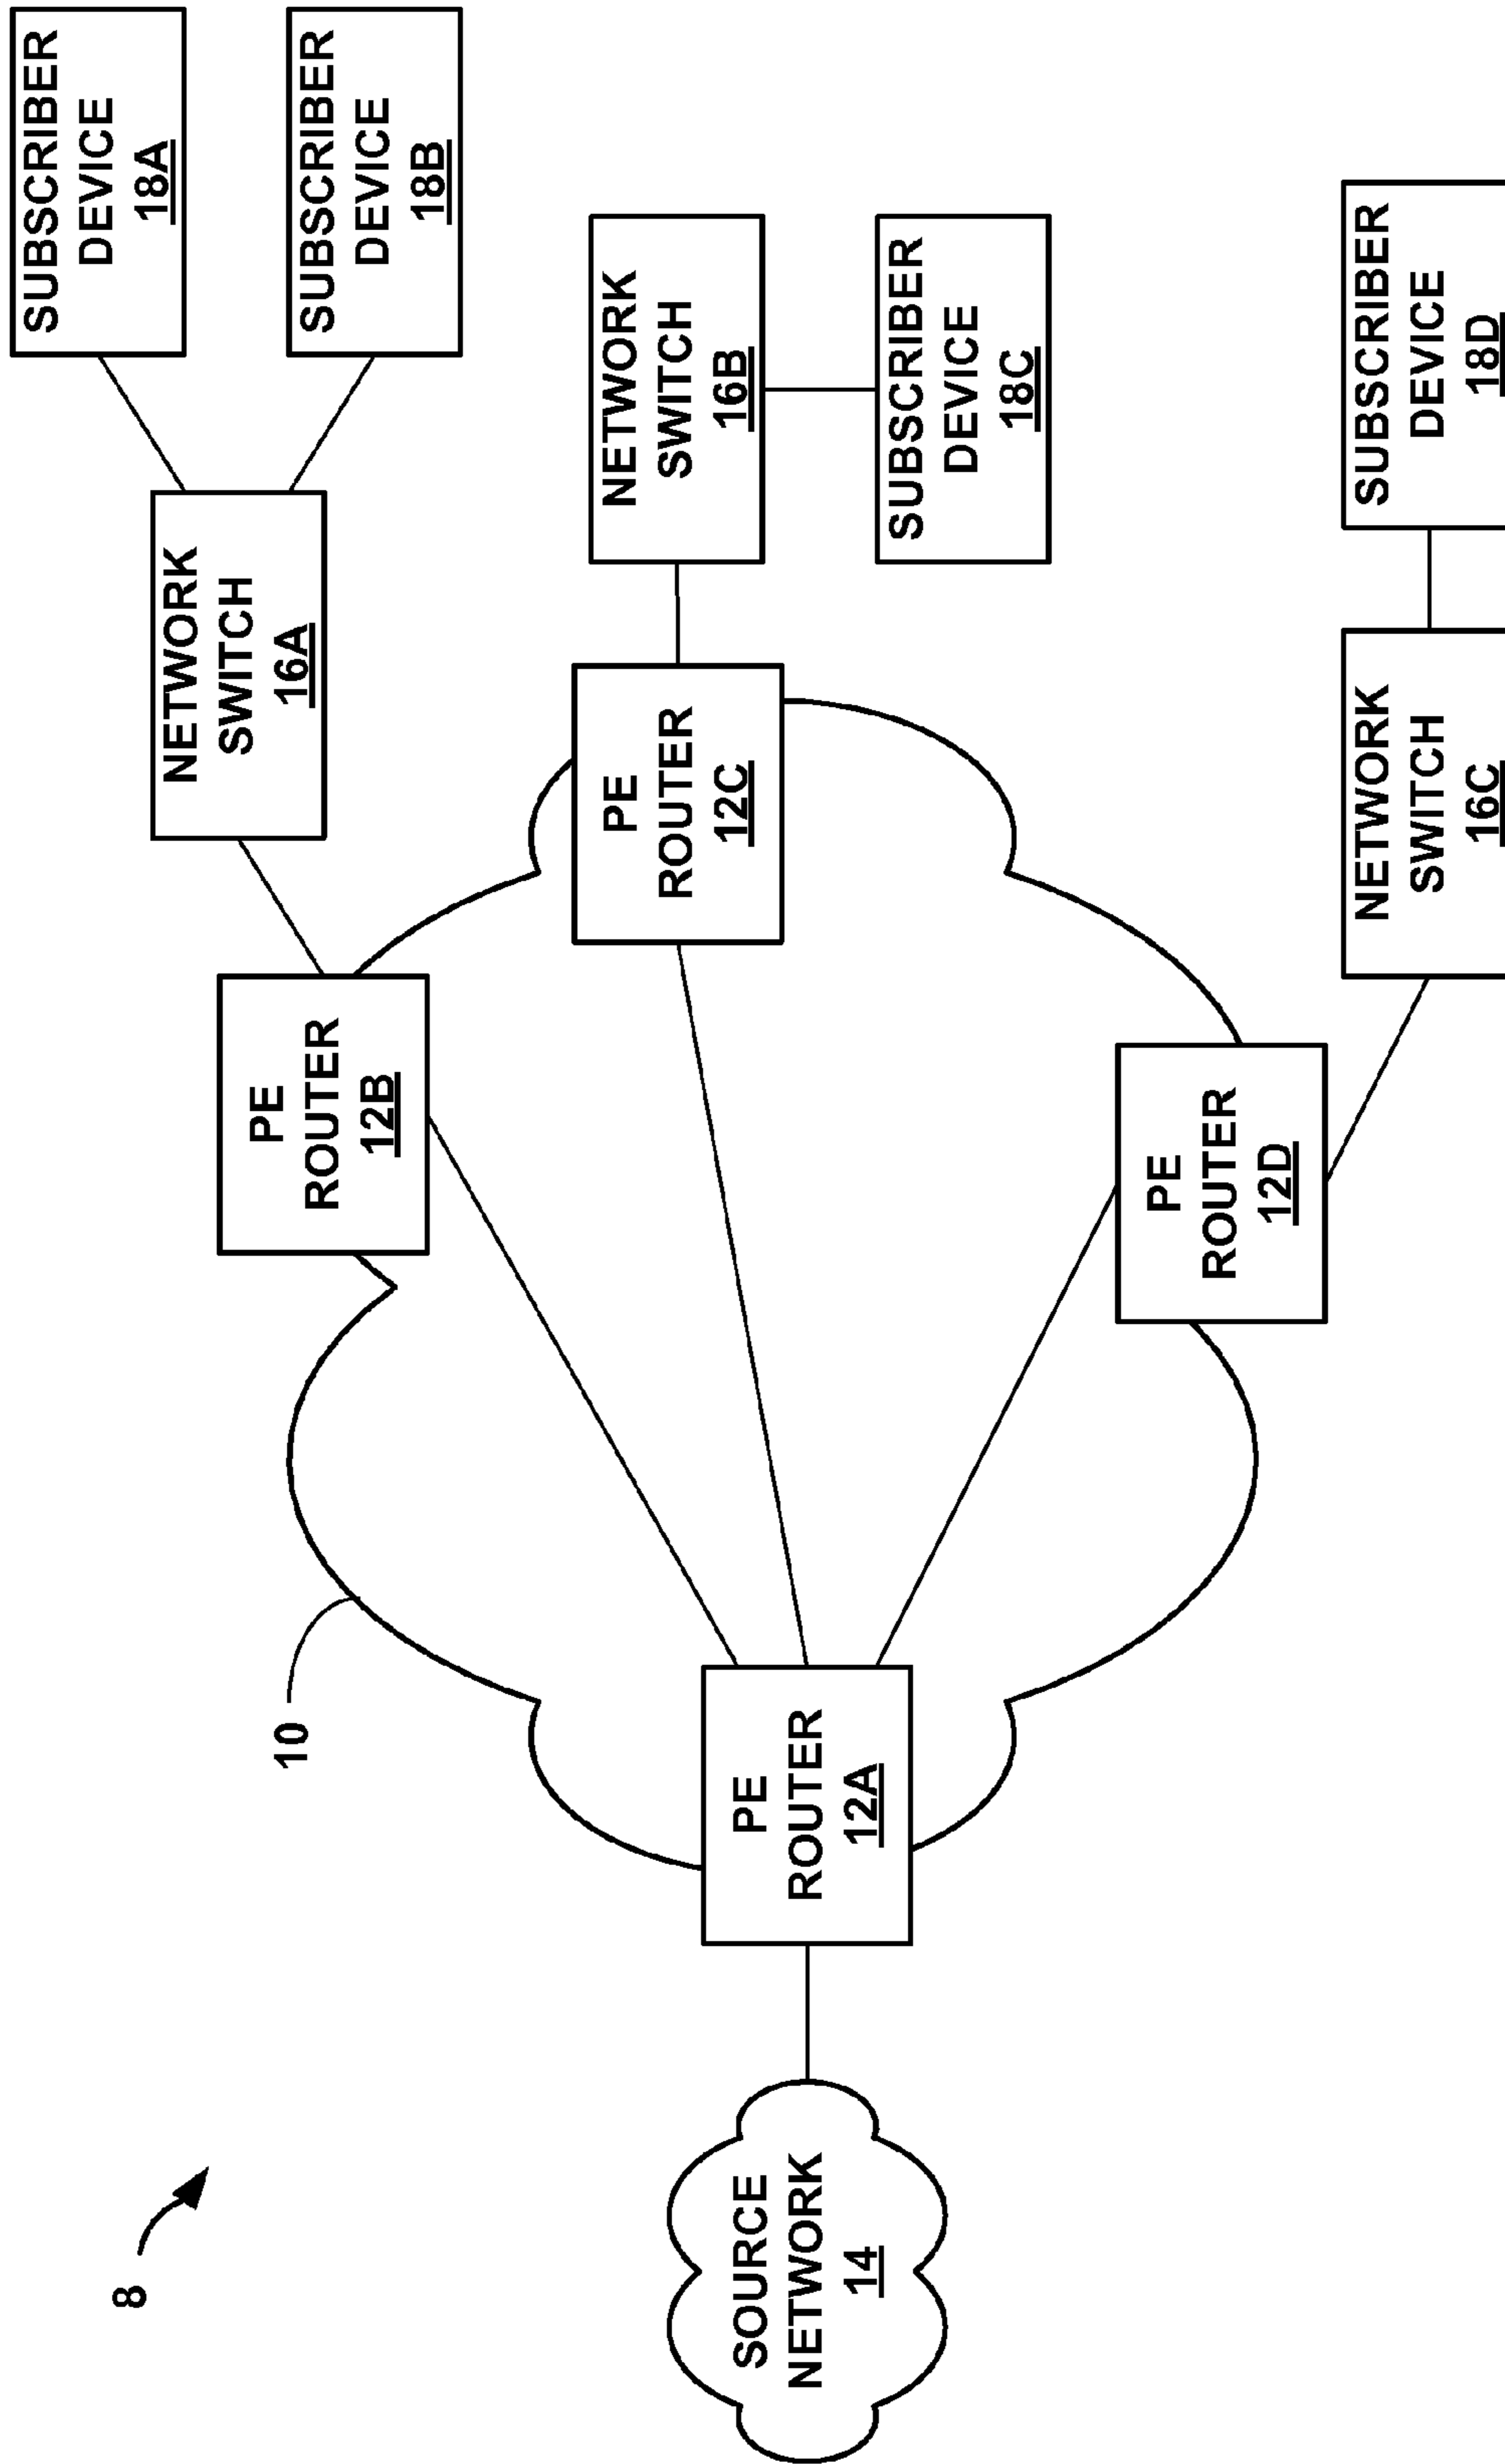 8
10
SOURCE
NETWORK
14
PE
ROUTER
12A
PE
ROUTER
12B
PE
ROUTER
12C
PE
ROUTER
12D
NETWORK
SWITCH
16A
NETWORK
SWITCH
16B
NETWORK
SWITCH
16C
SUBSCRIBER
DEVICE
18A
SUBSCRIBER
DEVICE
18B
SUBSCRIBER
DEVICE
18C
SUBSCRIBER
DEVICE
18D